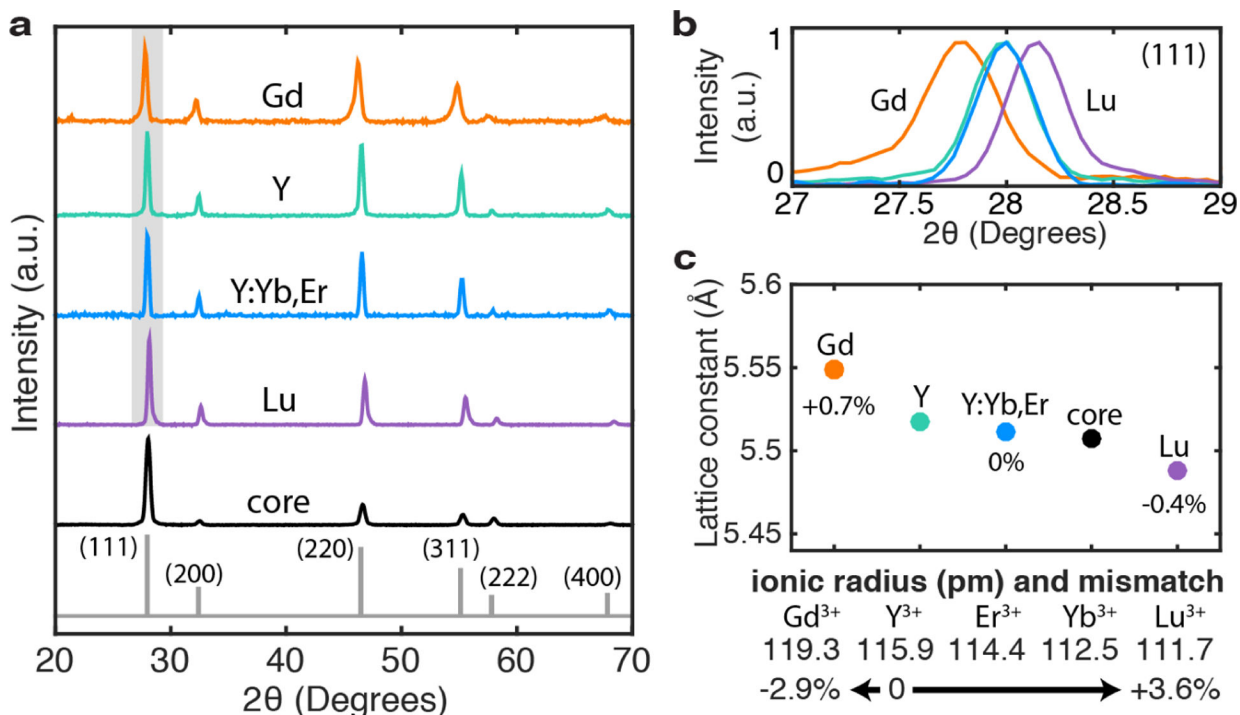 a
Intensity (a.u.)
Gd
Y
Y:Yb,Er
Lu
core
(111)
(200)
(220)
(311)
(222)
(400)
20 30 40 50 60 70
2θ (Degrees)
b
Intensity
(a.u.)
1
0
(111)
Gd
Lu
27 27.5 28 28.5 29
2θ (Degrees)
c
Lattice constant (Å)
5.6
5.55
5.5
5.45
Gd
+0.7%
Y
Y:Yb,Er
0%
core
Lu
-0.4%
ionic radius (pm) and mismatch
Gd³⁺ Y³⁺ Er³⁺ Yb³⁺ Lu³⁺
119.3 115.9 114.4 112.5 111.7
-2.9% 0 +3.6%